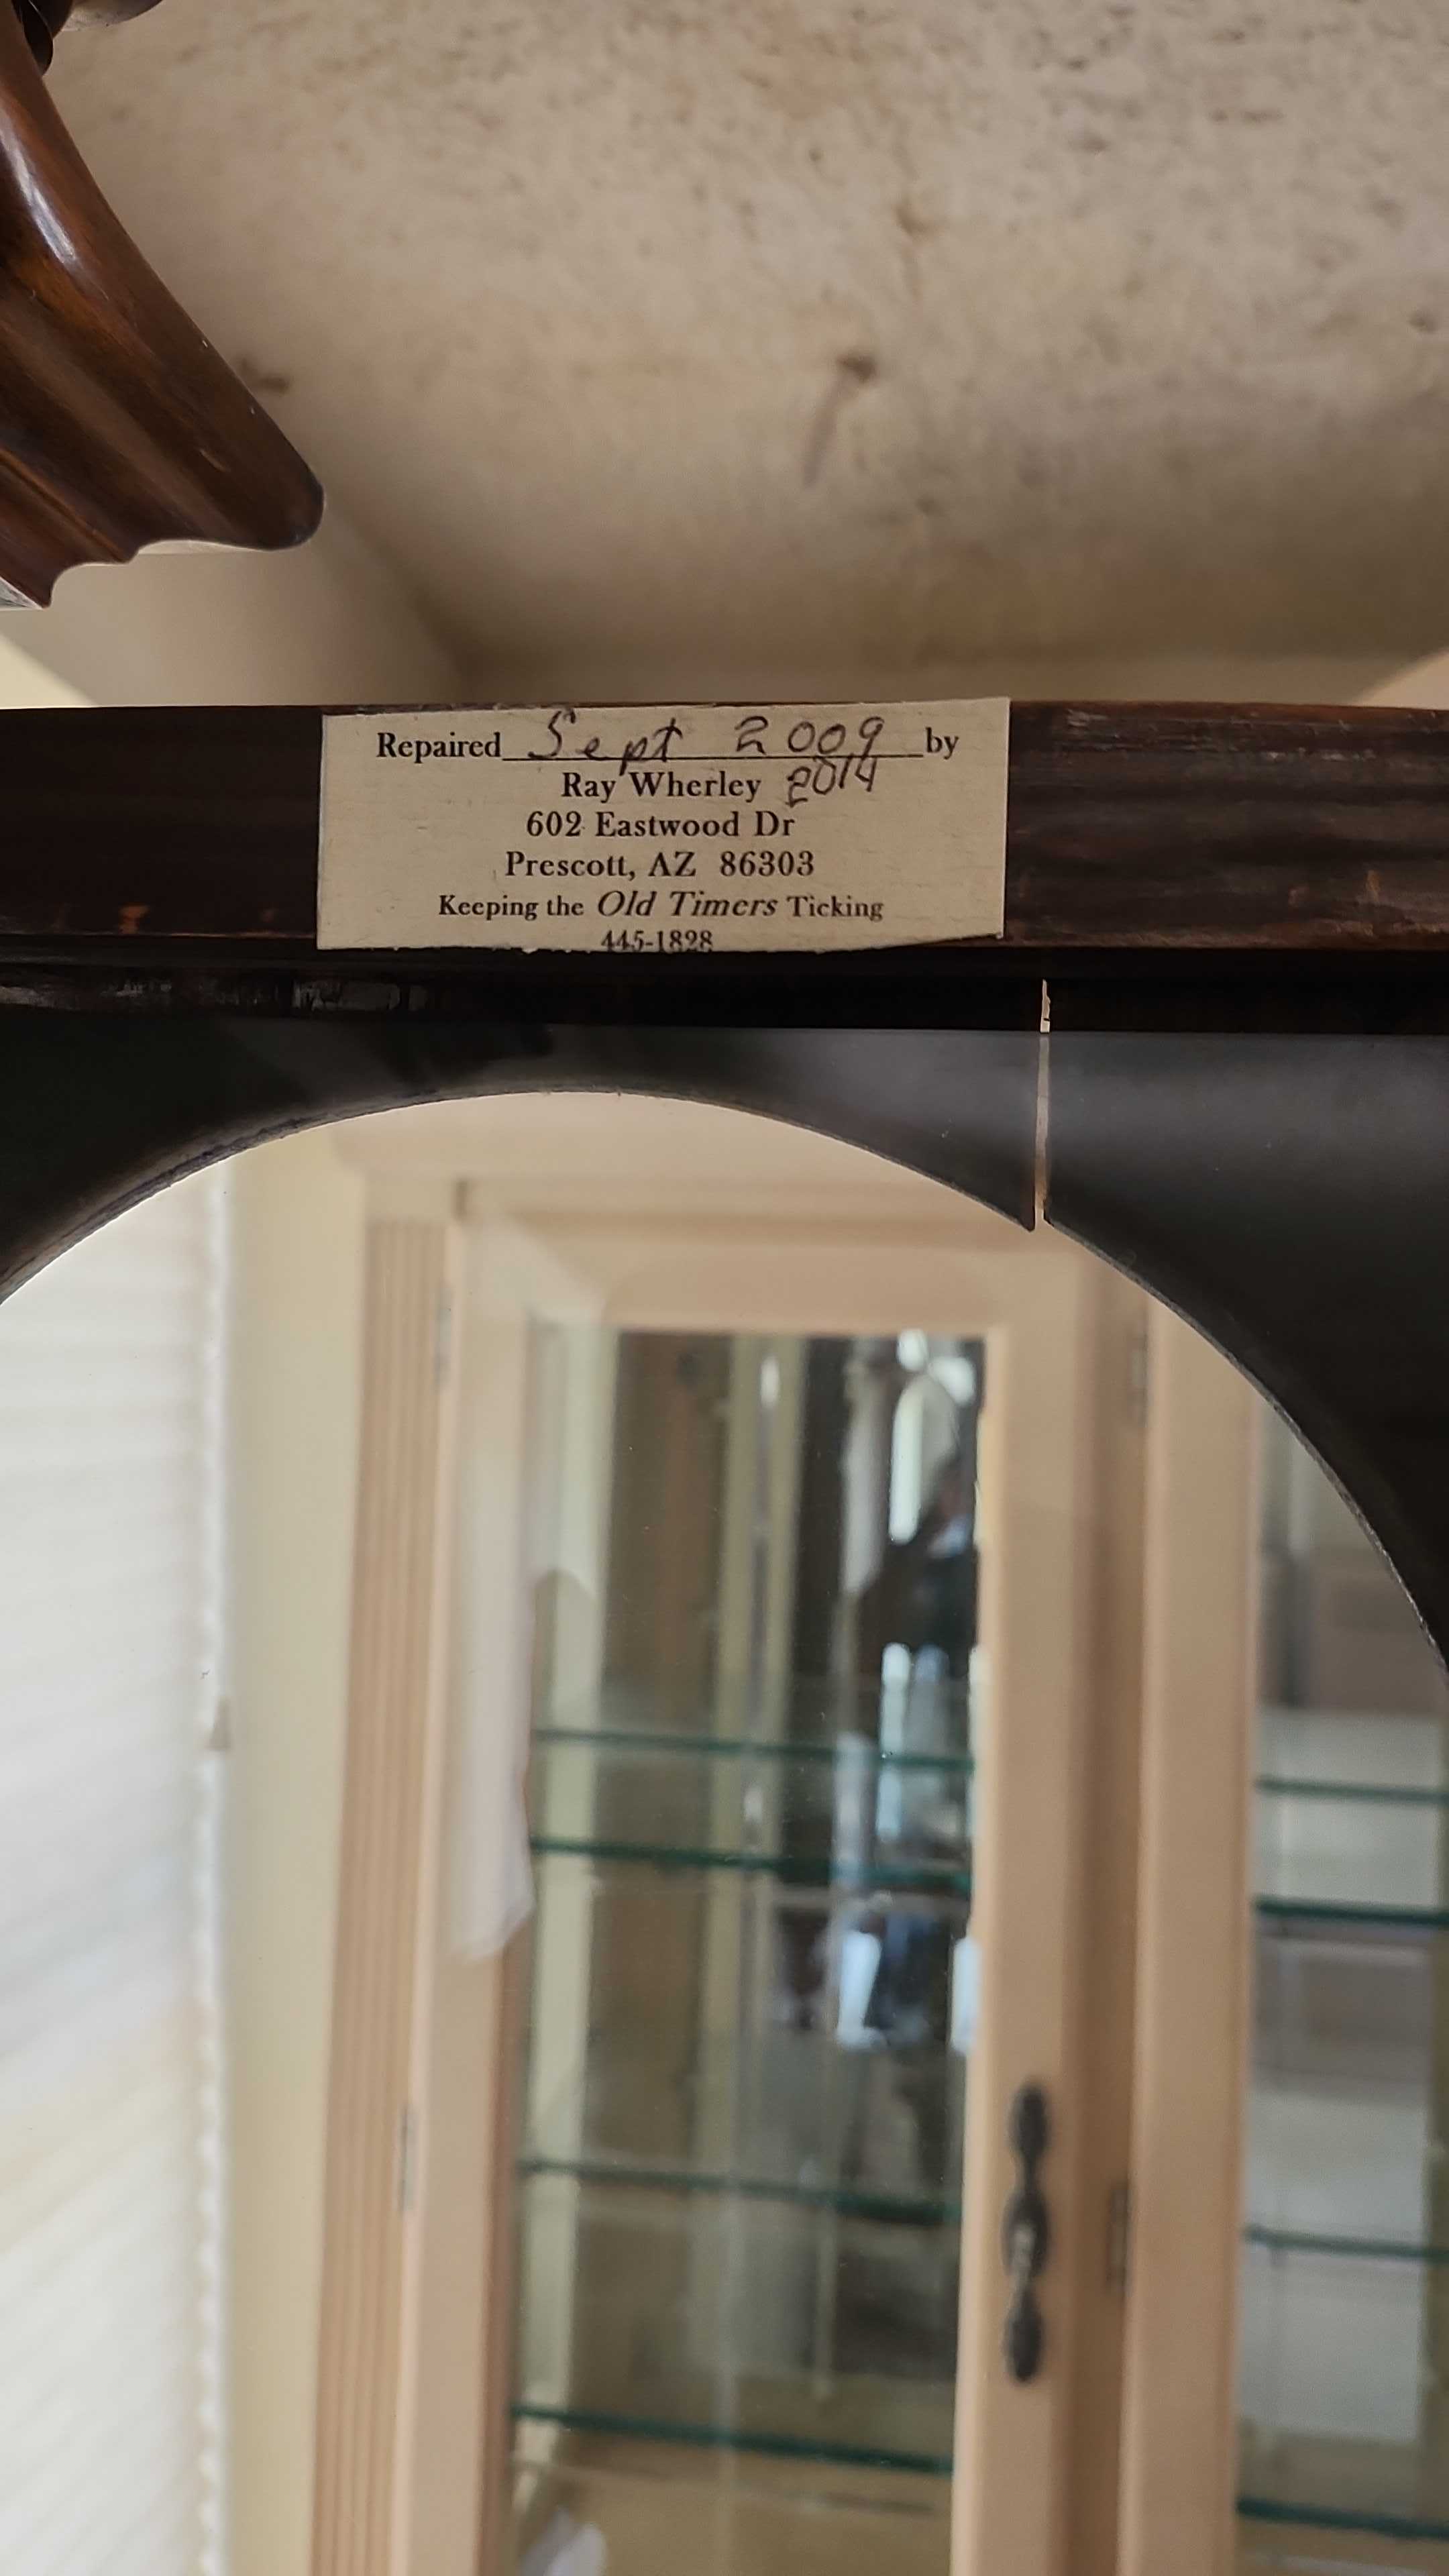 Repaired Sept 2009 by
Ray Wherley 2014
602 Eastwood Dr
Prescott, AZ 86303
Keeping the Old Timers Ticking
445-1828